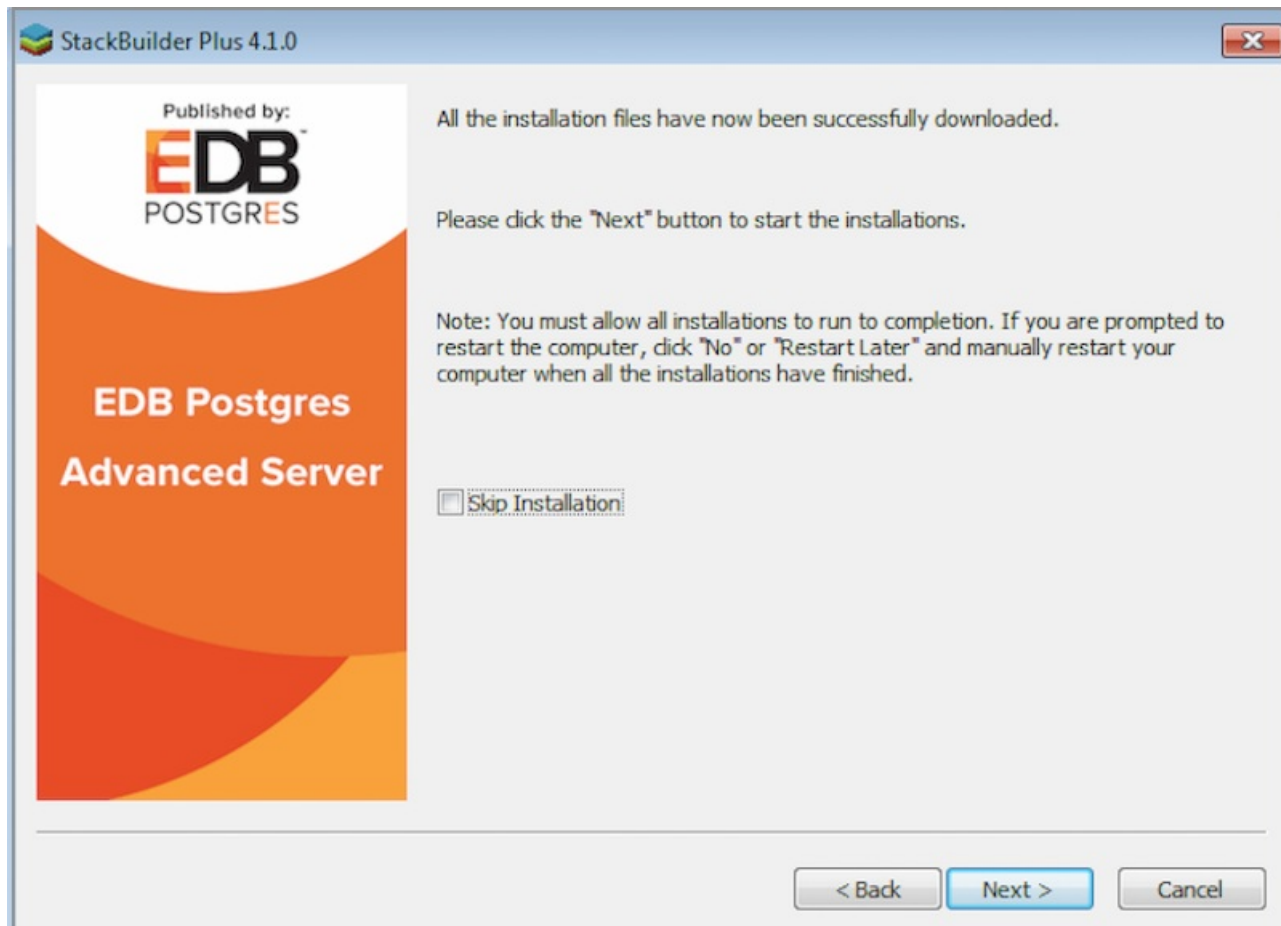 StackBuilder Plus 4.1.0
Published by:
EDB™
POSTGRES
EDB Postgres
Advanced Server
All the installation files have now been successfully downloaded.
Please click the "Next" button to start the installations.
Note: You must allow all installations to run to completion. If you are prompted to
restart the computer, click "No" or "Restart Later" and manually restart your
computer when all the installations have finished.
Skip Installation
< Back
Next >
Cancel